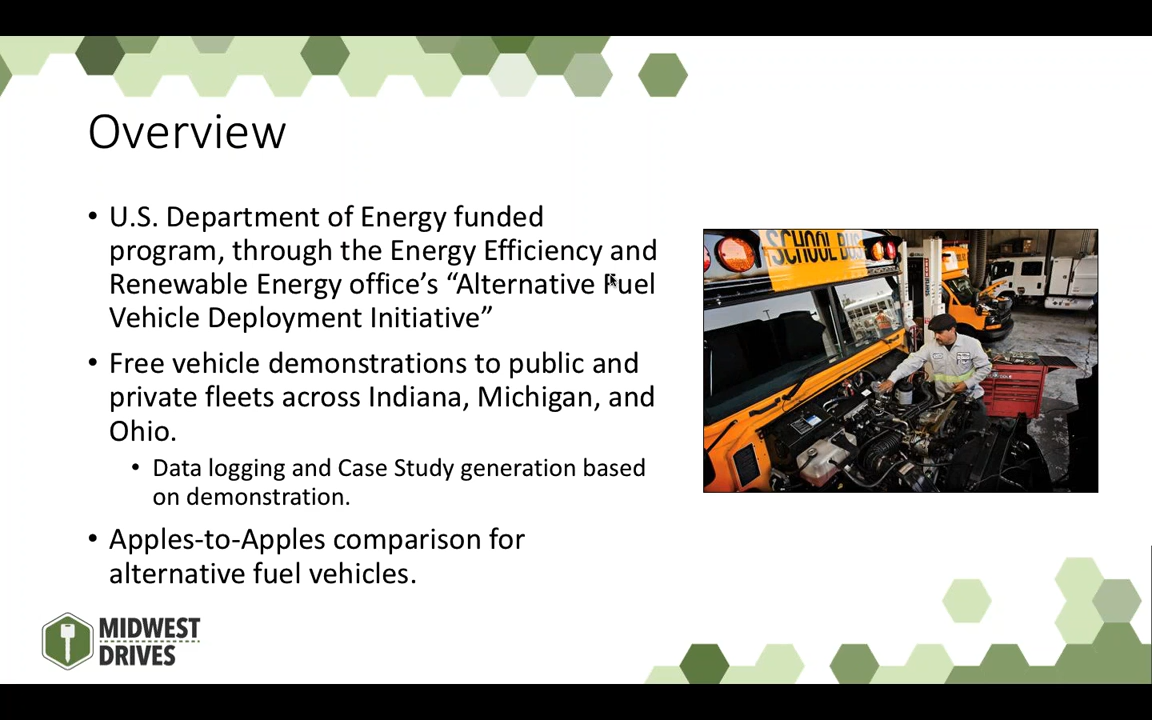 Overview
• U.S. Department of Energy funded
program, through the Energy Efficiency and
Renewable Energy office’s “Alternative Fuel
Vehicle Deployment Initiative”
• Free vehicle demonstrations to public and
private fleets across Indiana, Michigan, and
Ohio.
• Data logging and Case Study generation based
on demonstration.
• Apples-to-Apples comparison for
alternative fuel vehicles.
SCHOOL BUS
MIDWEST
DRIVES